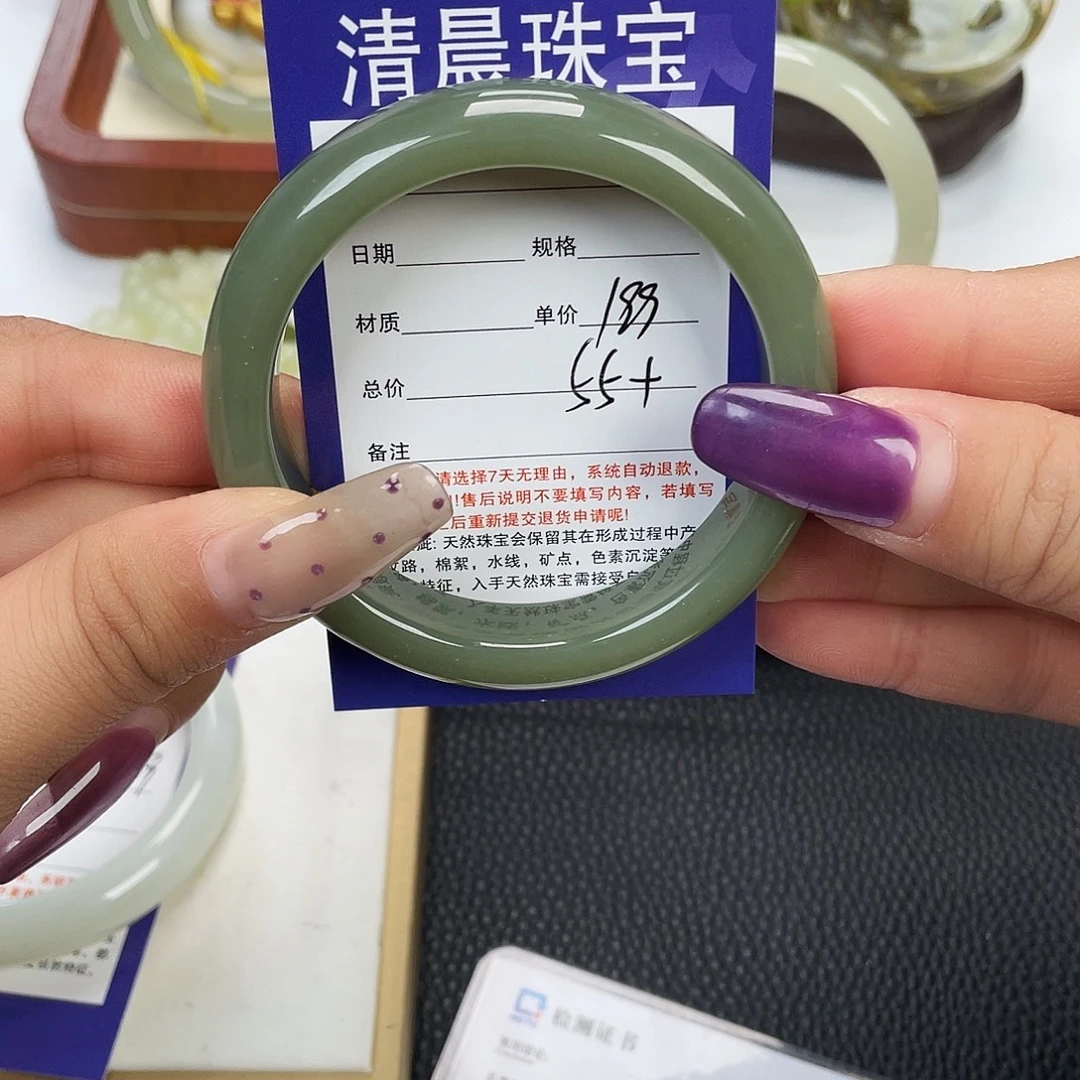 清晨珠宝
日期 规格
材质 单价 188
总价 55+
备注
请选择7天无理由，系统自动退款，
!!售后说明不要填写内容，若填写
后重新提交退货申请呢!
疵: 天然珠宝会保留其在形成过程中产
路，棉絮，水线，矿点，色素沉淀等
特征，入手天然珠宝需接受
检测证书